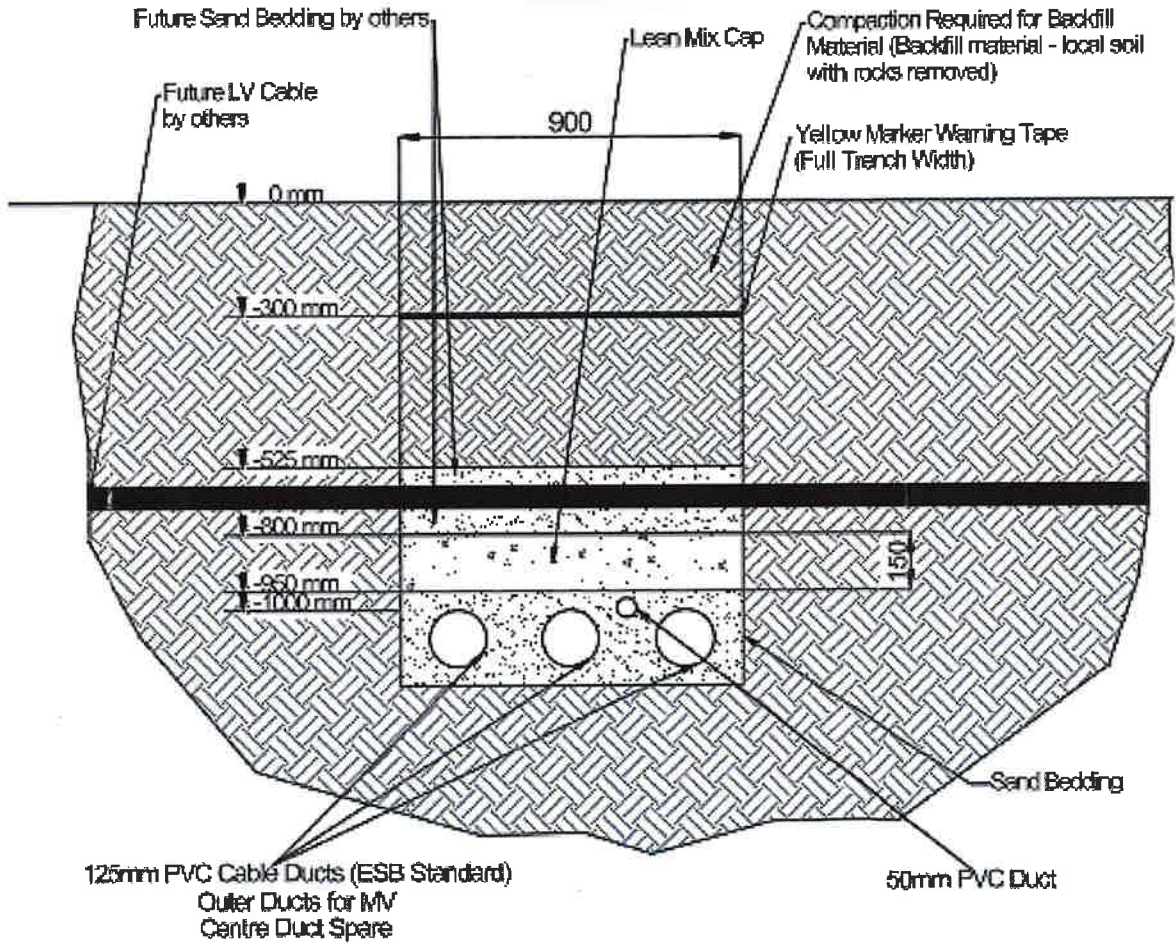 Future Sand Bedding by others
Lean Mix Cap
Compaction Required for Backfill
Material (Backfill material - local soil
with rocks removed)
Future LV Cable
by others
900
Yellow Marker Warning Tape
(Full Trench Width)
0 mm
-300 mm
-525 mm
-800 mm
150
-950 mm
-1000 mm
Sand Bedding
125mm PVC Cable Ducts (ESB Standard)
Outer Ducts for MV
Centre Duct Spare
50mm PVC Duct